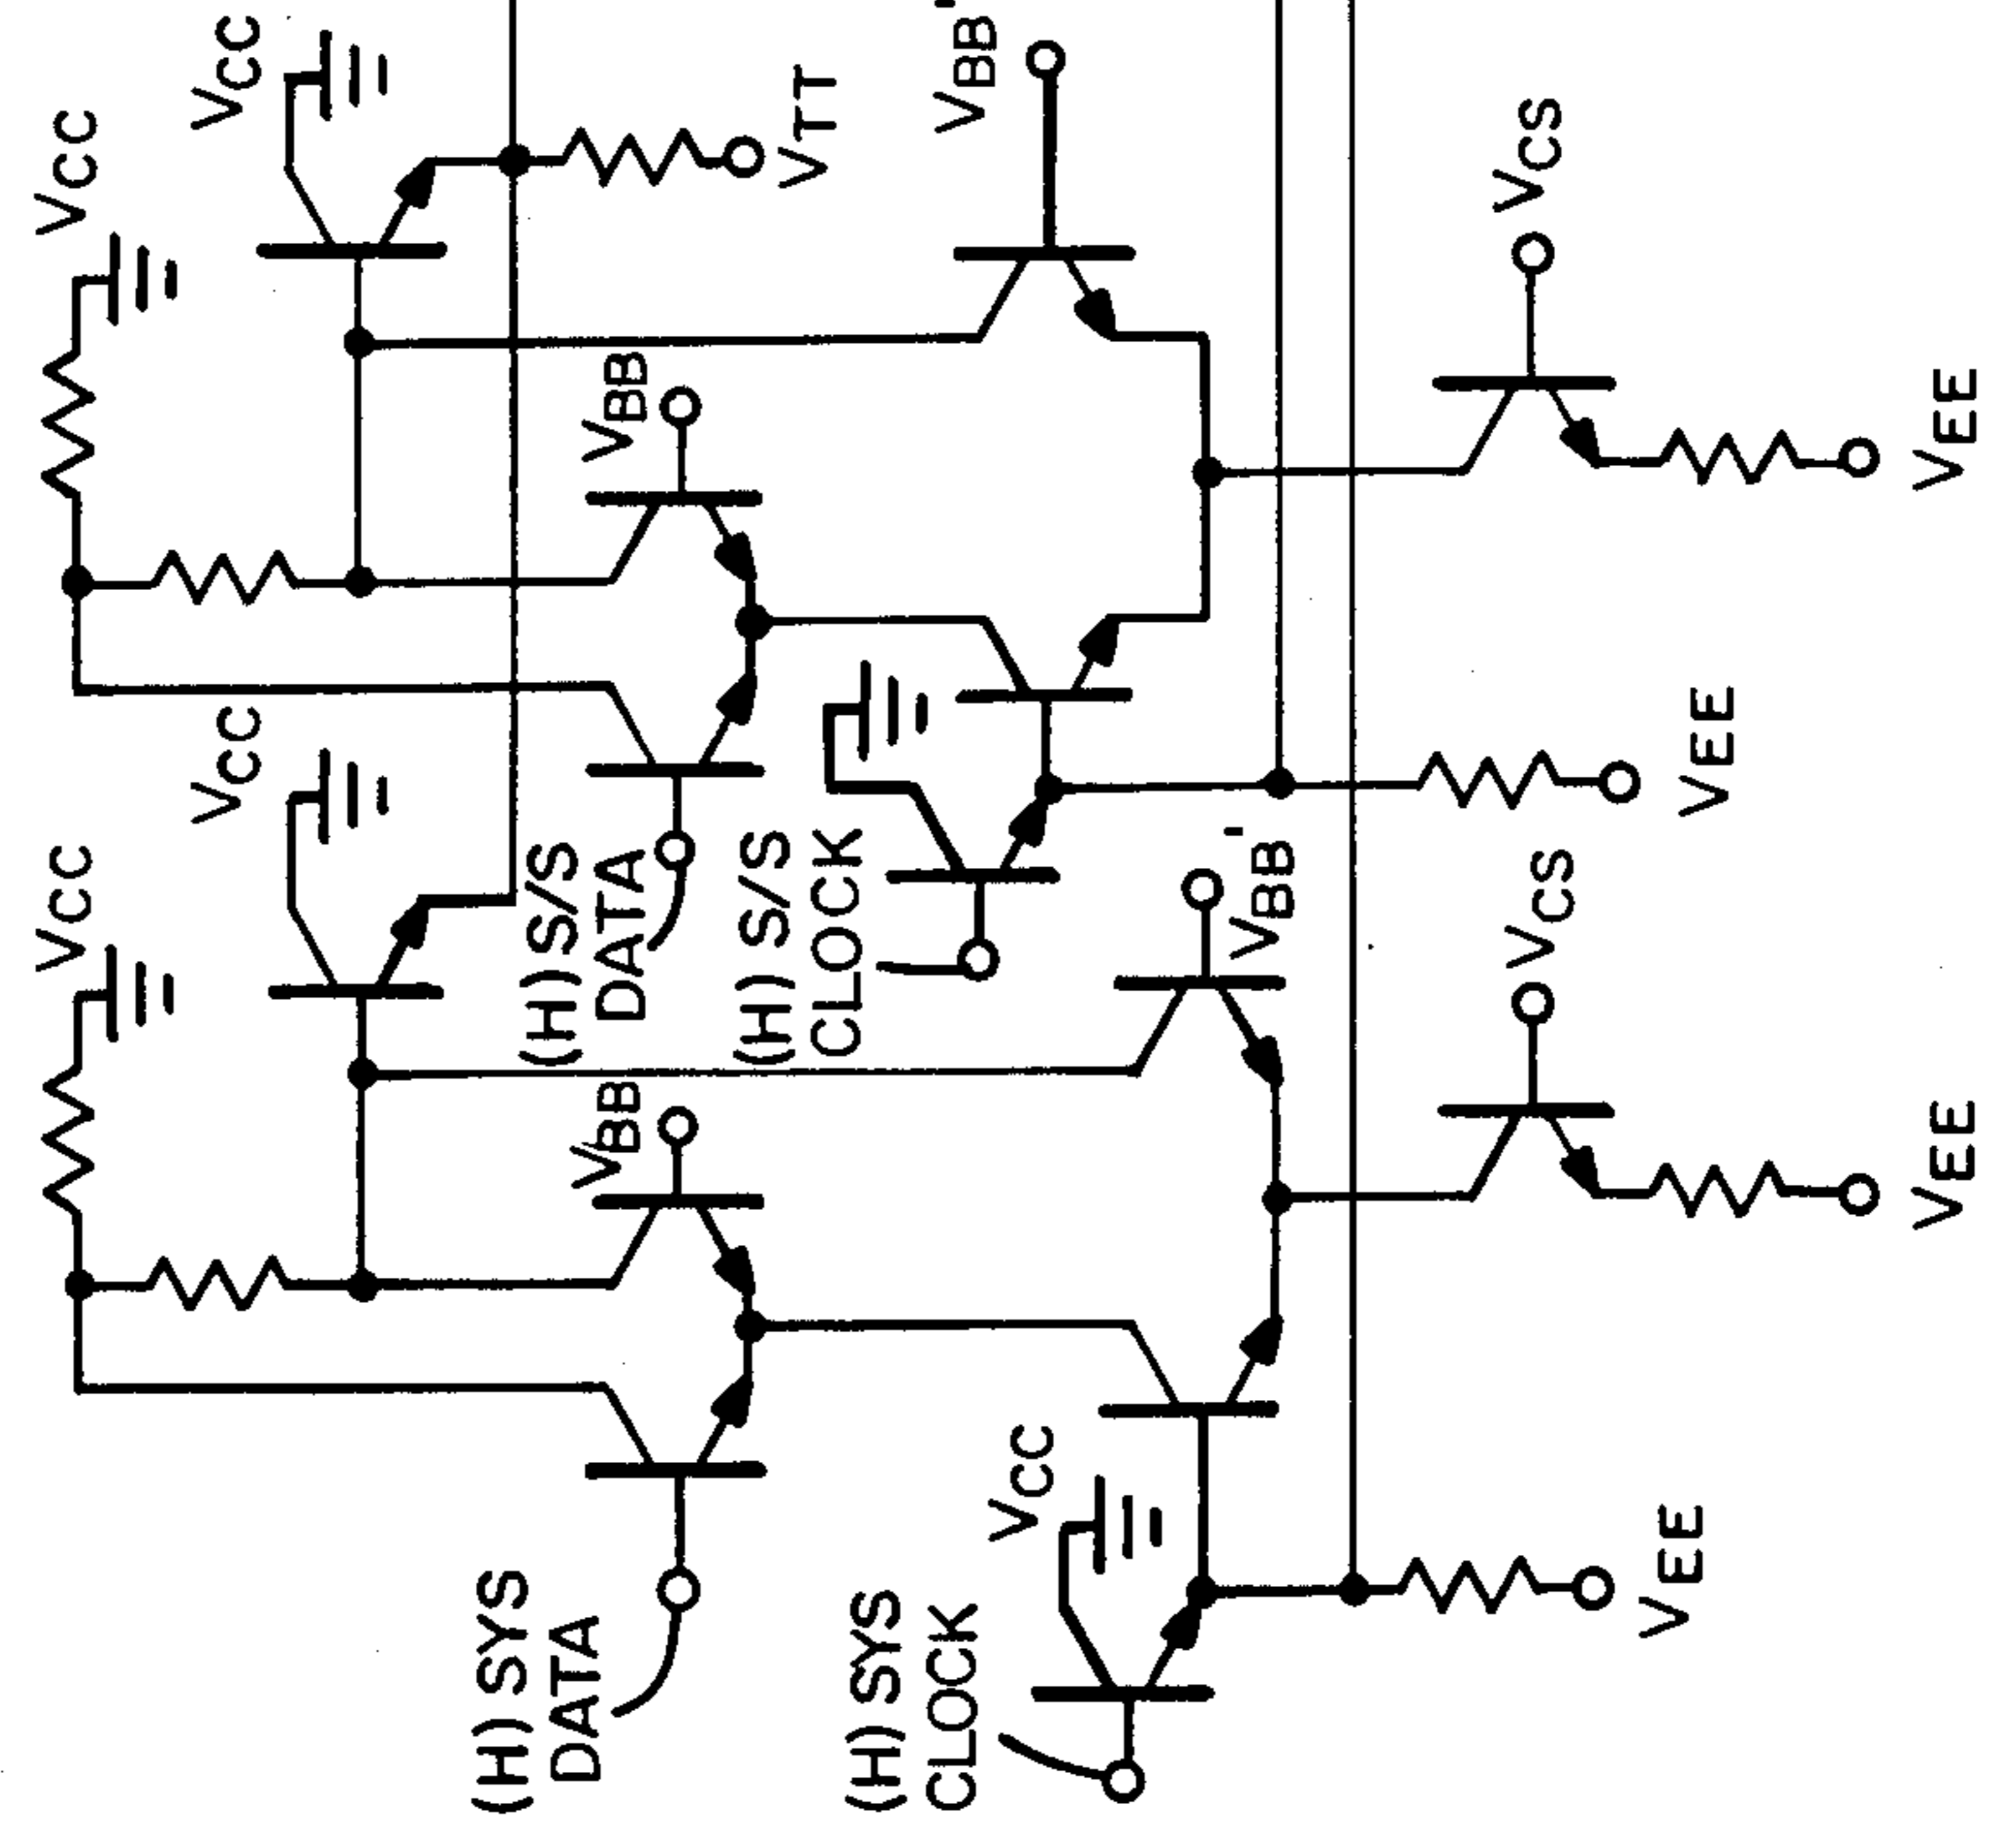 VCC
VCC
VTT
VBB'
VCS
VEE
VBB
VEE
VCC
VCC
(H) S/S
DATA
(H) S/S
CLOCK
VBB'
VCS
VEE
VBB
VCC
VEE
(H) SYS
DATA
(H) SYS
CLOCK